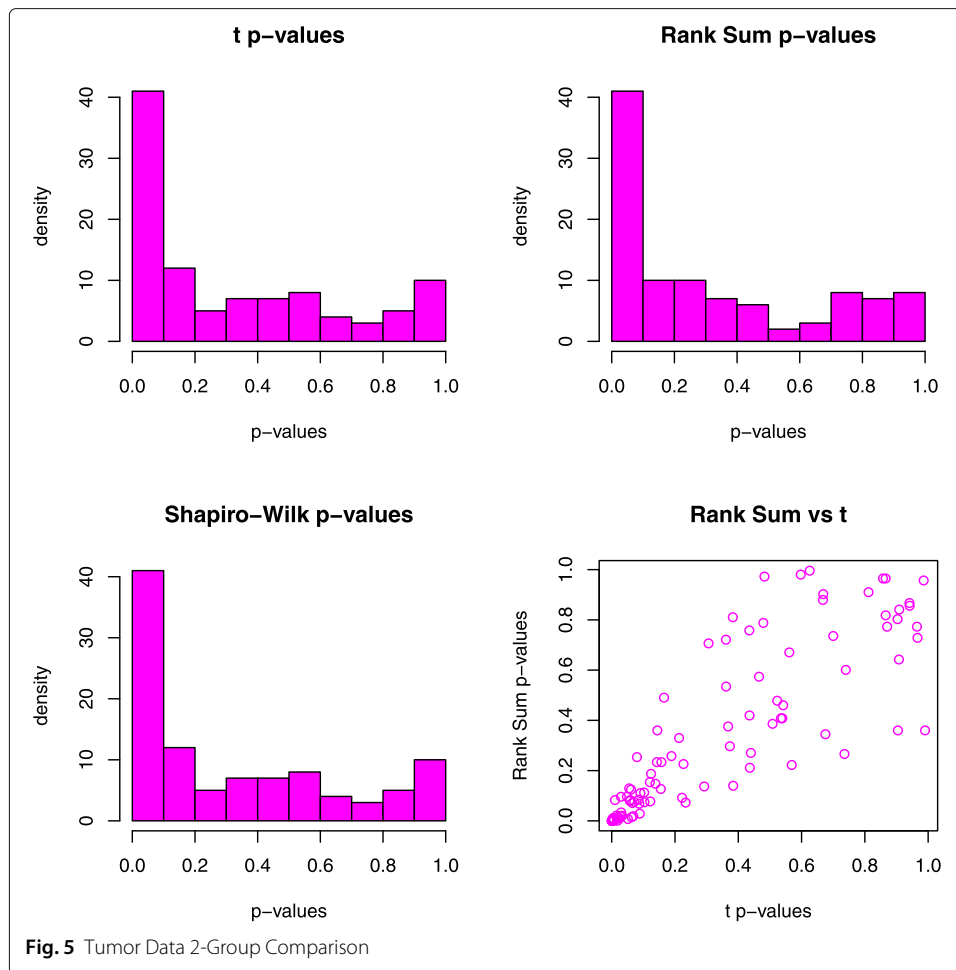 t p−values
density
0
10
20
30
40
0.0 0.2 0.4 0.6 0.8 1.0
p−values
Rank Sum p−values
density
0
10
20
30
40
0.0 0.2 0.4 0.6 0.8 1.0
p−values
Shapiro−Wilk p−values
density
0
10
20
30
40
0.0 0.2 0.4 0.6 0.8 1.0
p−values
Rank Sum vs t
Rank Sum p−values
0.0
0.2
0.4
0.6
0.8
1.0
0.0 0.2 0.4 0.6 0.8 1.0
t p−values
Fig. 5 Tumor Data 2-Group Comparison